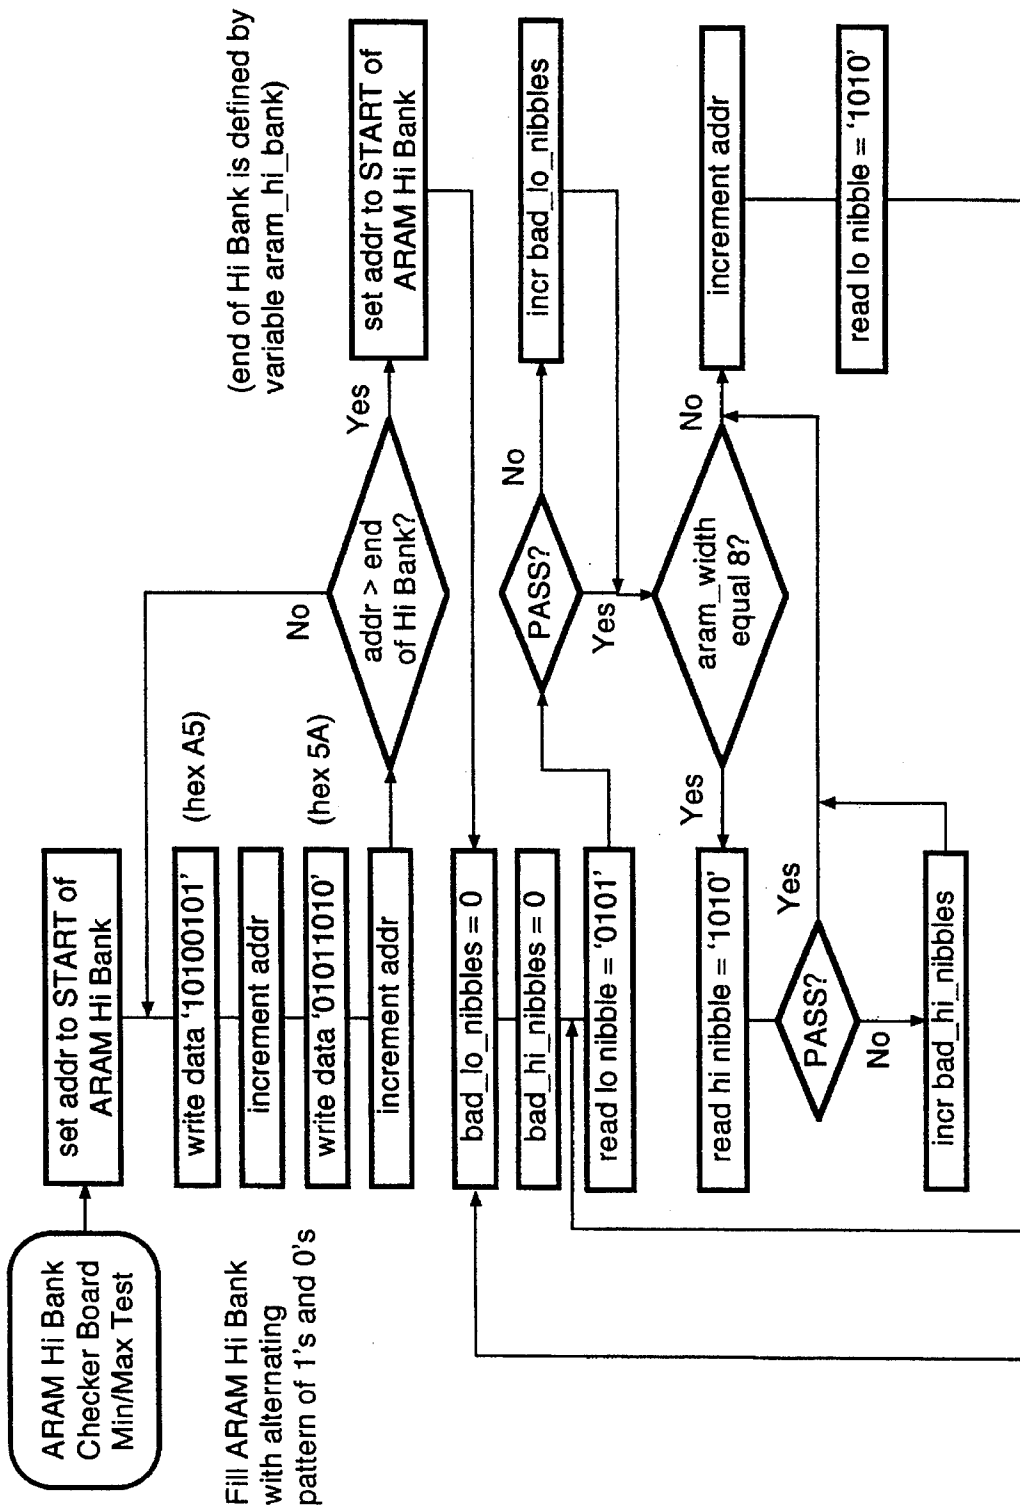 ARAM Hi Bank
Checker Board
Min/Max Test
set addr to START of
ARAM Hi Bank
Fill ARAM Hi Bank
with alternating
pattern of 1's and 0's
write data ‘10100101’
(hex A5)
increment addr
write data ‘01011010’
(hex 5A)
increment addr
addr > end
of Hi Bank?
No
Yes
(end of Hi Bank is defined by
variable aram_hi_bank)
set addr to START of
ARAM Hi Bank
bad_lo_nibbles = 0
bad_hi_nibbles = 0
read lo nibble = ‘0101’
PASS?
No
Yes
incr bad_lo_nibbles
aram_width
equal 8?
Yes
No
read hi nibble = ‘1010’
PASS?
Yes
No
incr bad_hi_nibbles
increment addr
read lo nibble = ‘1010’